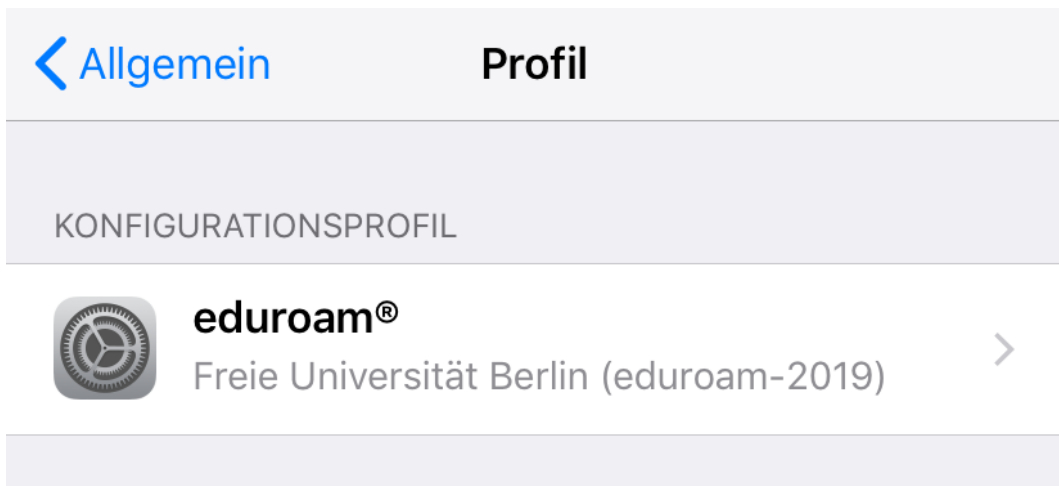 Allgemein
Profil
KONFIGURATIONSPROFIL
eduroam®
Freie Universität Berlin (eduroam-2019)